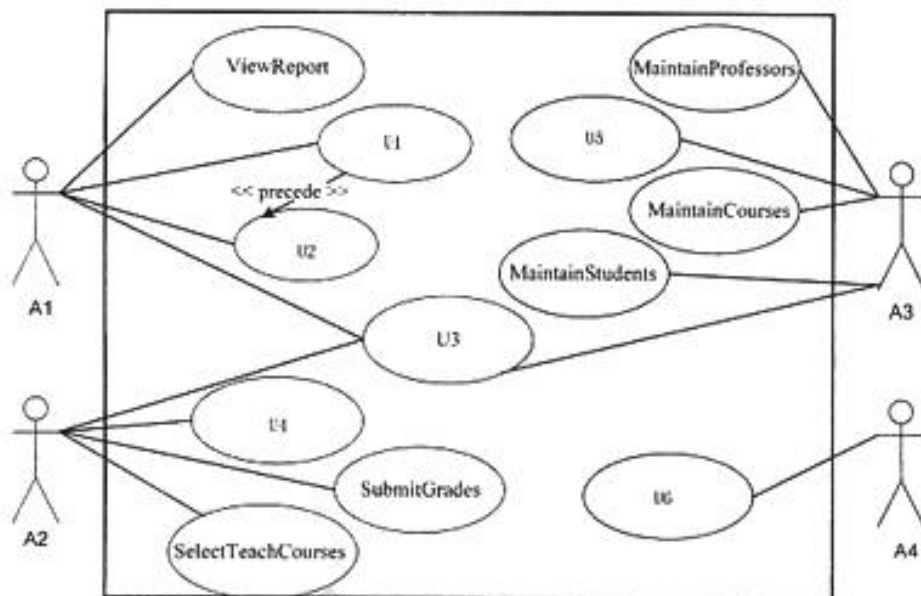 ViewReport
MaintainProfessors
U1
U5
<< precede >>
MaintainCourses
U2
MaintainStudents
A1
A3
U3
U4
SubmitGrades
U6
A2
SelectTeachCourses
A4